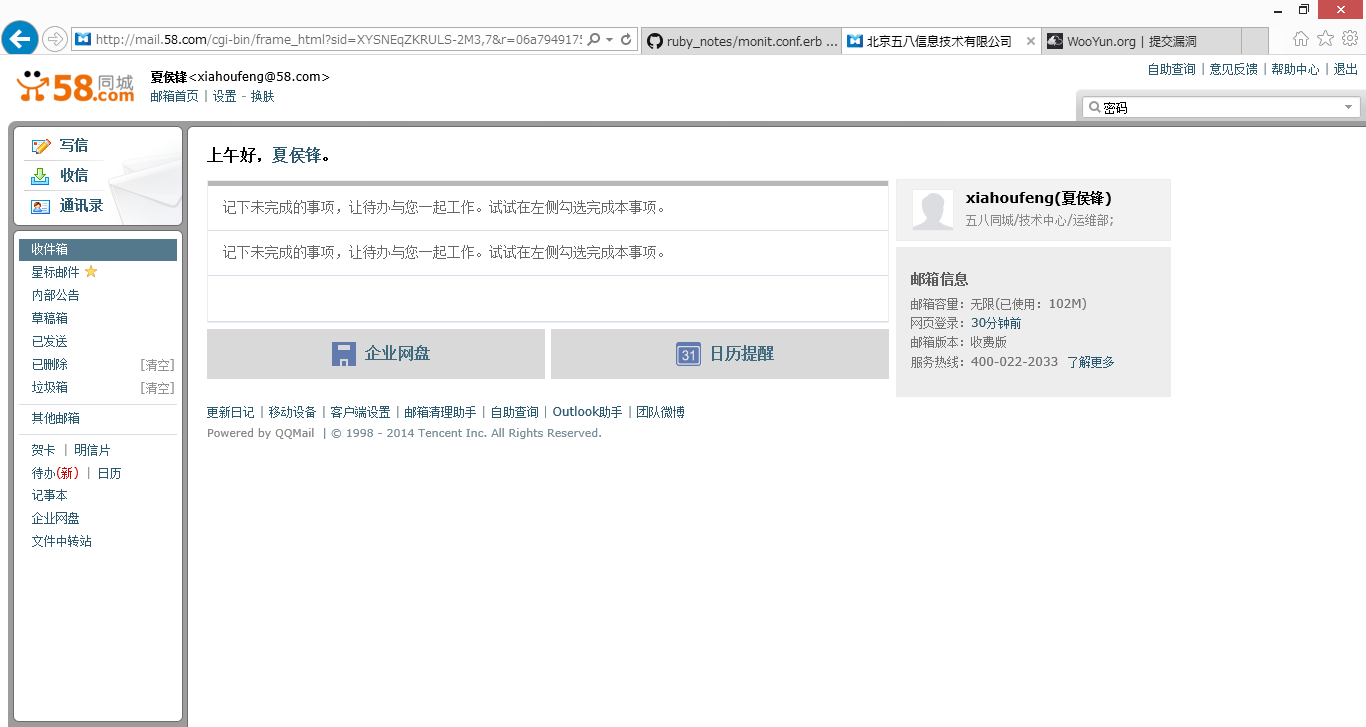 http://mail.58.com/cgi-bin/frame_html?sid=XYSNEqZKRULS-2M3,7&r=06a794917
ruby_notes/monit.conf.erb ...
北京五八信息技术有限公司
WooYun.org | 提交漏洞
58同城
.com
夏侯锋<xiahoufeng@58.com>
邮箱首页 | 设置 - 换肤
自助查询 | 意见反馈 | 帮助中心 | 退出
密码
写信
收信
通讯录
收件箱
星标邮件
内部公告
草稿箱
已发送
已删除 [清空]
垃圾箱 [清空]
其他邮箱
贺卡 | 明信片
待办(新) | 日历
记事本
企业网盘
文件中转站
上午好，夏侯锋。
记下未完成的事项，让待办与您一起工作。试试在左侧勾选完成本事项。
记下未完成的事项，让待办与您一起工作。试试在左侧勾选完成本事项。
企业网盘
31 日历提醒
更新日记 | 移动设备 | 客户端设置 | 邮箱清理助手 | 自助查询 | Outlook助手 | 团队微博
Powered by QQMail | © 1998 - 2014 Tencent Inc. All Rights Reserved.
xiahoufeng(夏侯锋)
五八同城/技术中心/运维部;
邮箱信息
邮箱容量：无限(已使用：102M)
网页登录：30分钟前
邮箱版本：收费版
服务热线：400-022-2033 了解更多